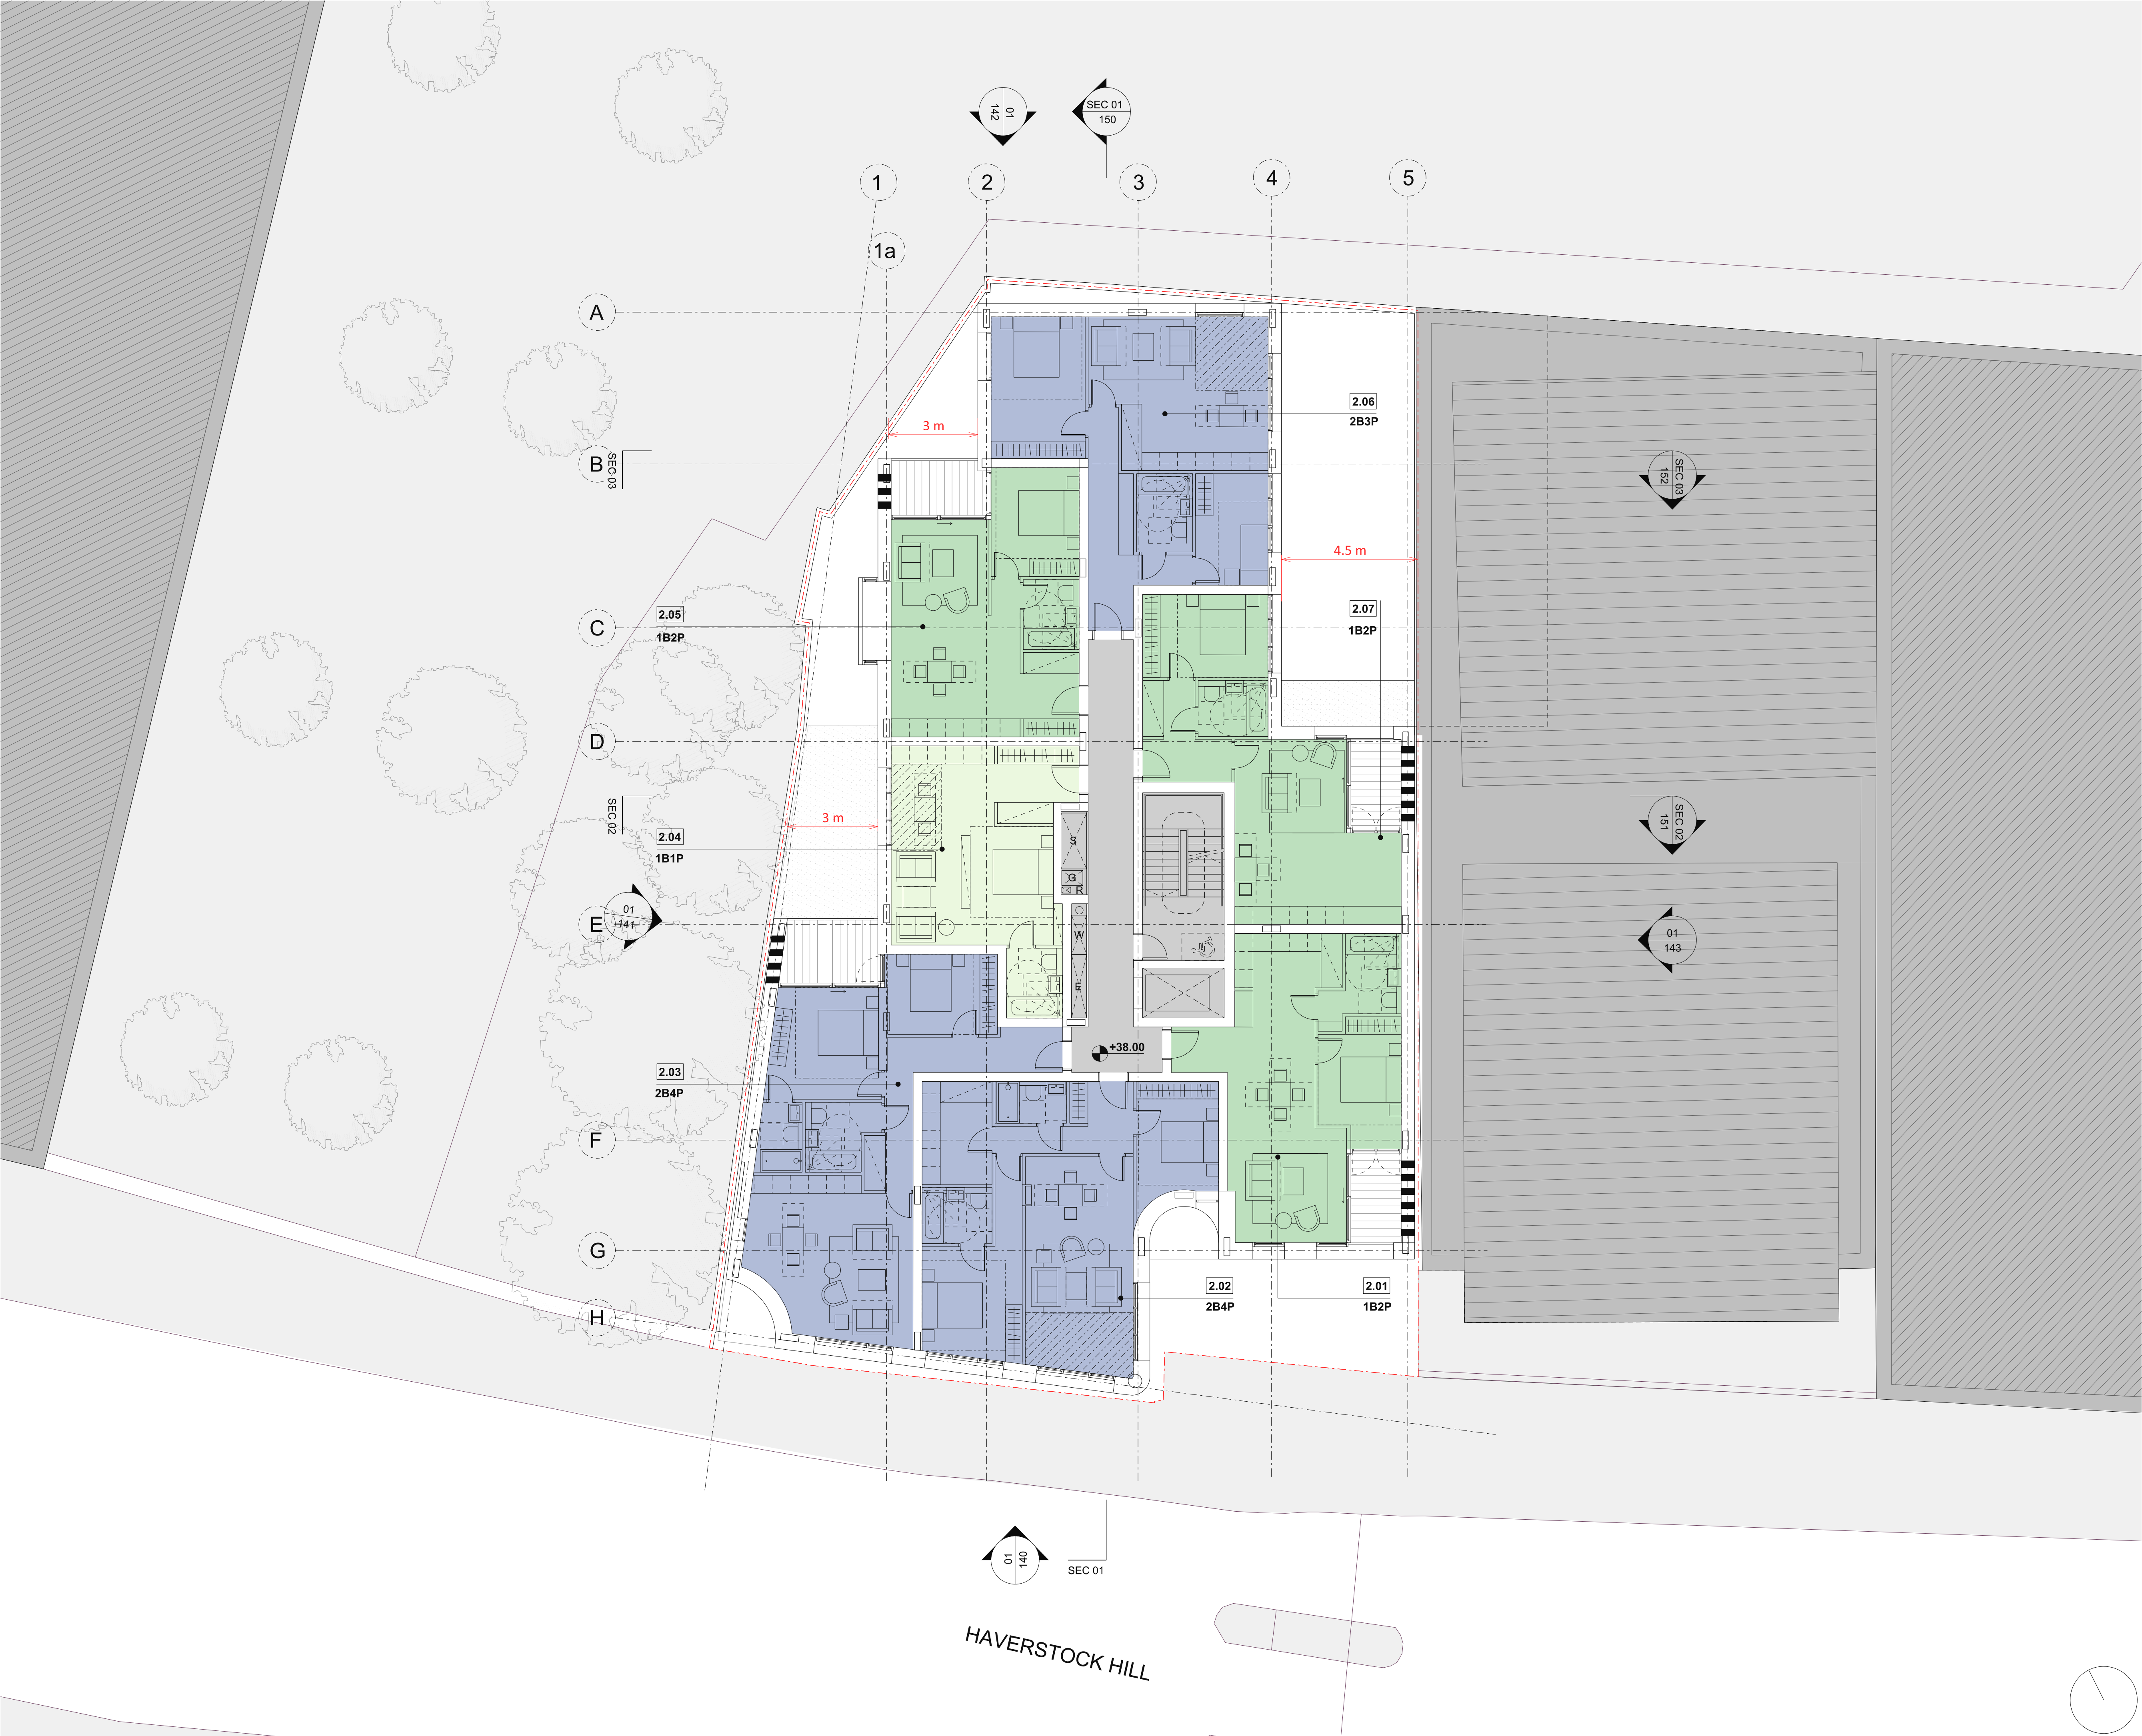 01
142
SEC 01
150
1
2
3
4
5
1a
A
2.06
2B3P
3 m
B
SEC 03
SEC 03
152
4.5 m
2.05
1B2P
2.07
1B2P
C
D
SEC 02
3 m
2.04
1B1P
SEC 02
151
S
G
R
01
141
E
W
E
01
143
+38.00
2.03
2B4P
F
G
2.02
2B4P
2.01
1B2P
H
01
140
SEC 01
HAVERSTOCK HILL